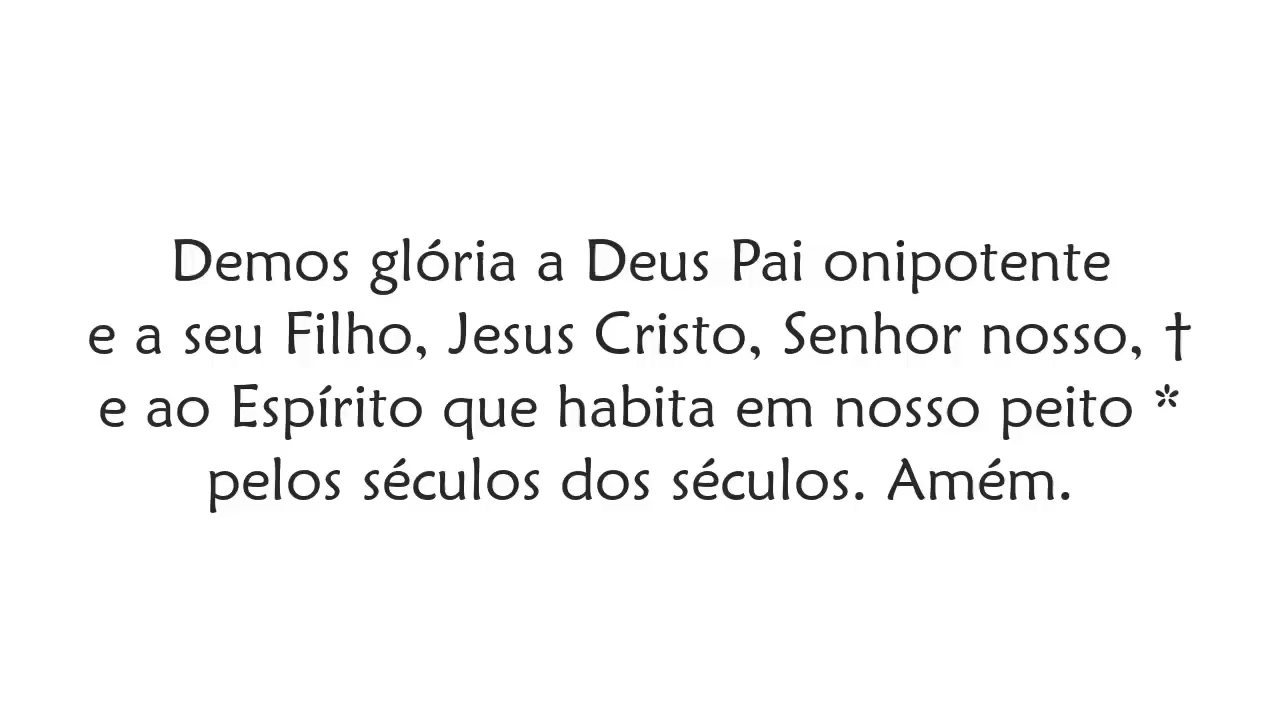 Demos glória a Deus Pai onipotente
e a seu Filho, Jesus Cristo, Senhor nosso, †
e ao Espírito que habita em nosso peito *
pelos séculos dos séculos. Amém.